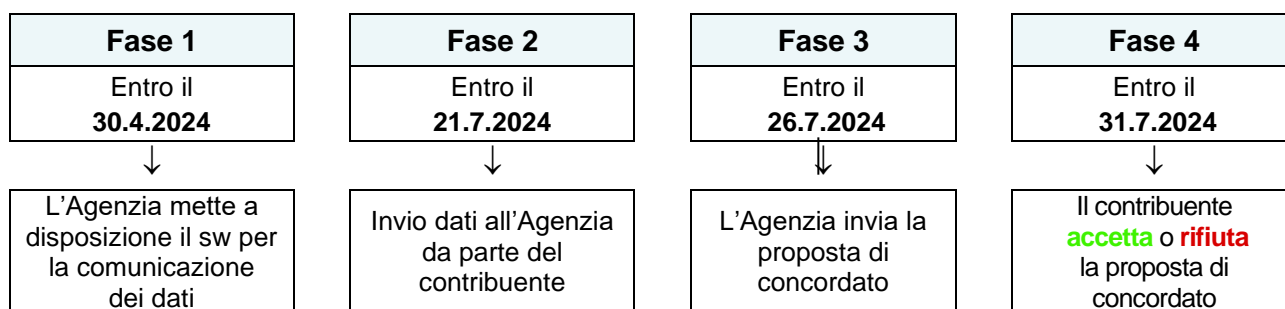 Fase 1
Entro il
30.4.2024
↓
L’Agenzia mette a
disposizione il sw per
la comunicazione
dei dati
Fase 2
Entro il
21.7.2024
↓
Invio dati all’Agenzia
da parte del
contribuente
Fase 3
Entro il
26.7.2024
↓
L’Agenzia invia la
proposta di
concordato
Fase 4
Entro il
31.7.2024
↓
Il contribuente
accetta o rifiuta
la proposta di
concordato